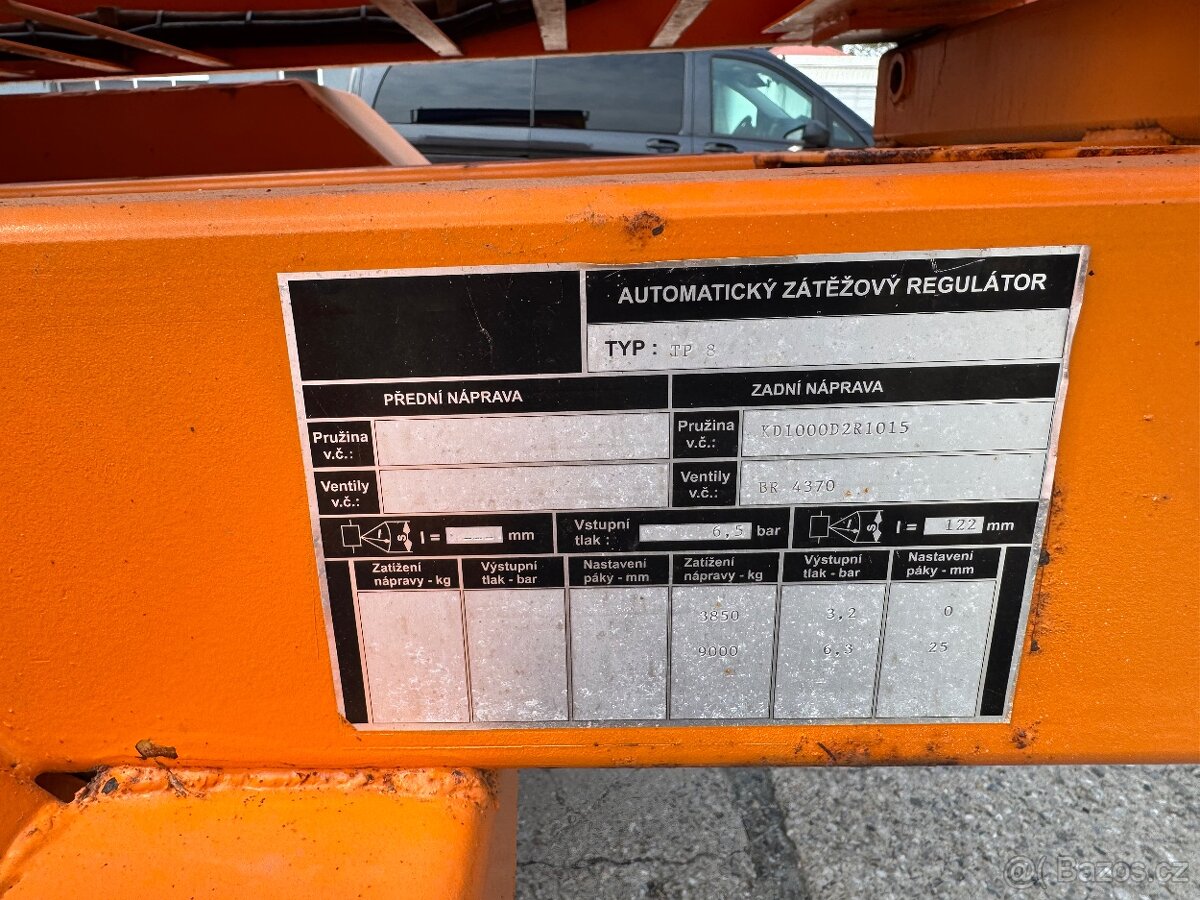 AUTOMATICKÝ ZÁTĚŽOVÝ REGULÁTOR
TYP : TP 8
PŘEDNÍ NÁPRAVA
ZADNÍ NÁPRAVA
Pružina v.č.:
Pružina v.č.: KD1000D2R1015
Ventily v.č.:
Ventily v.č.: BR 4370
l = --- mm
Vstupní tlak : 6,5 bar
l = 122 mm
Zatížení nápravy - kg
Výstupní tlak - bar
Nastavení páky - mm
Zatížení nápravy - kg
Výstupní tlak - bar
Nastavení páky - mm
3850 3,2 0
9000 6,3 25
Bazos.cz